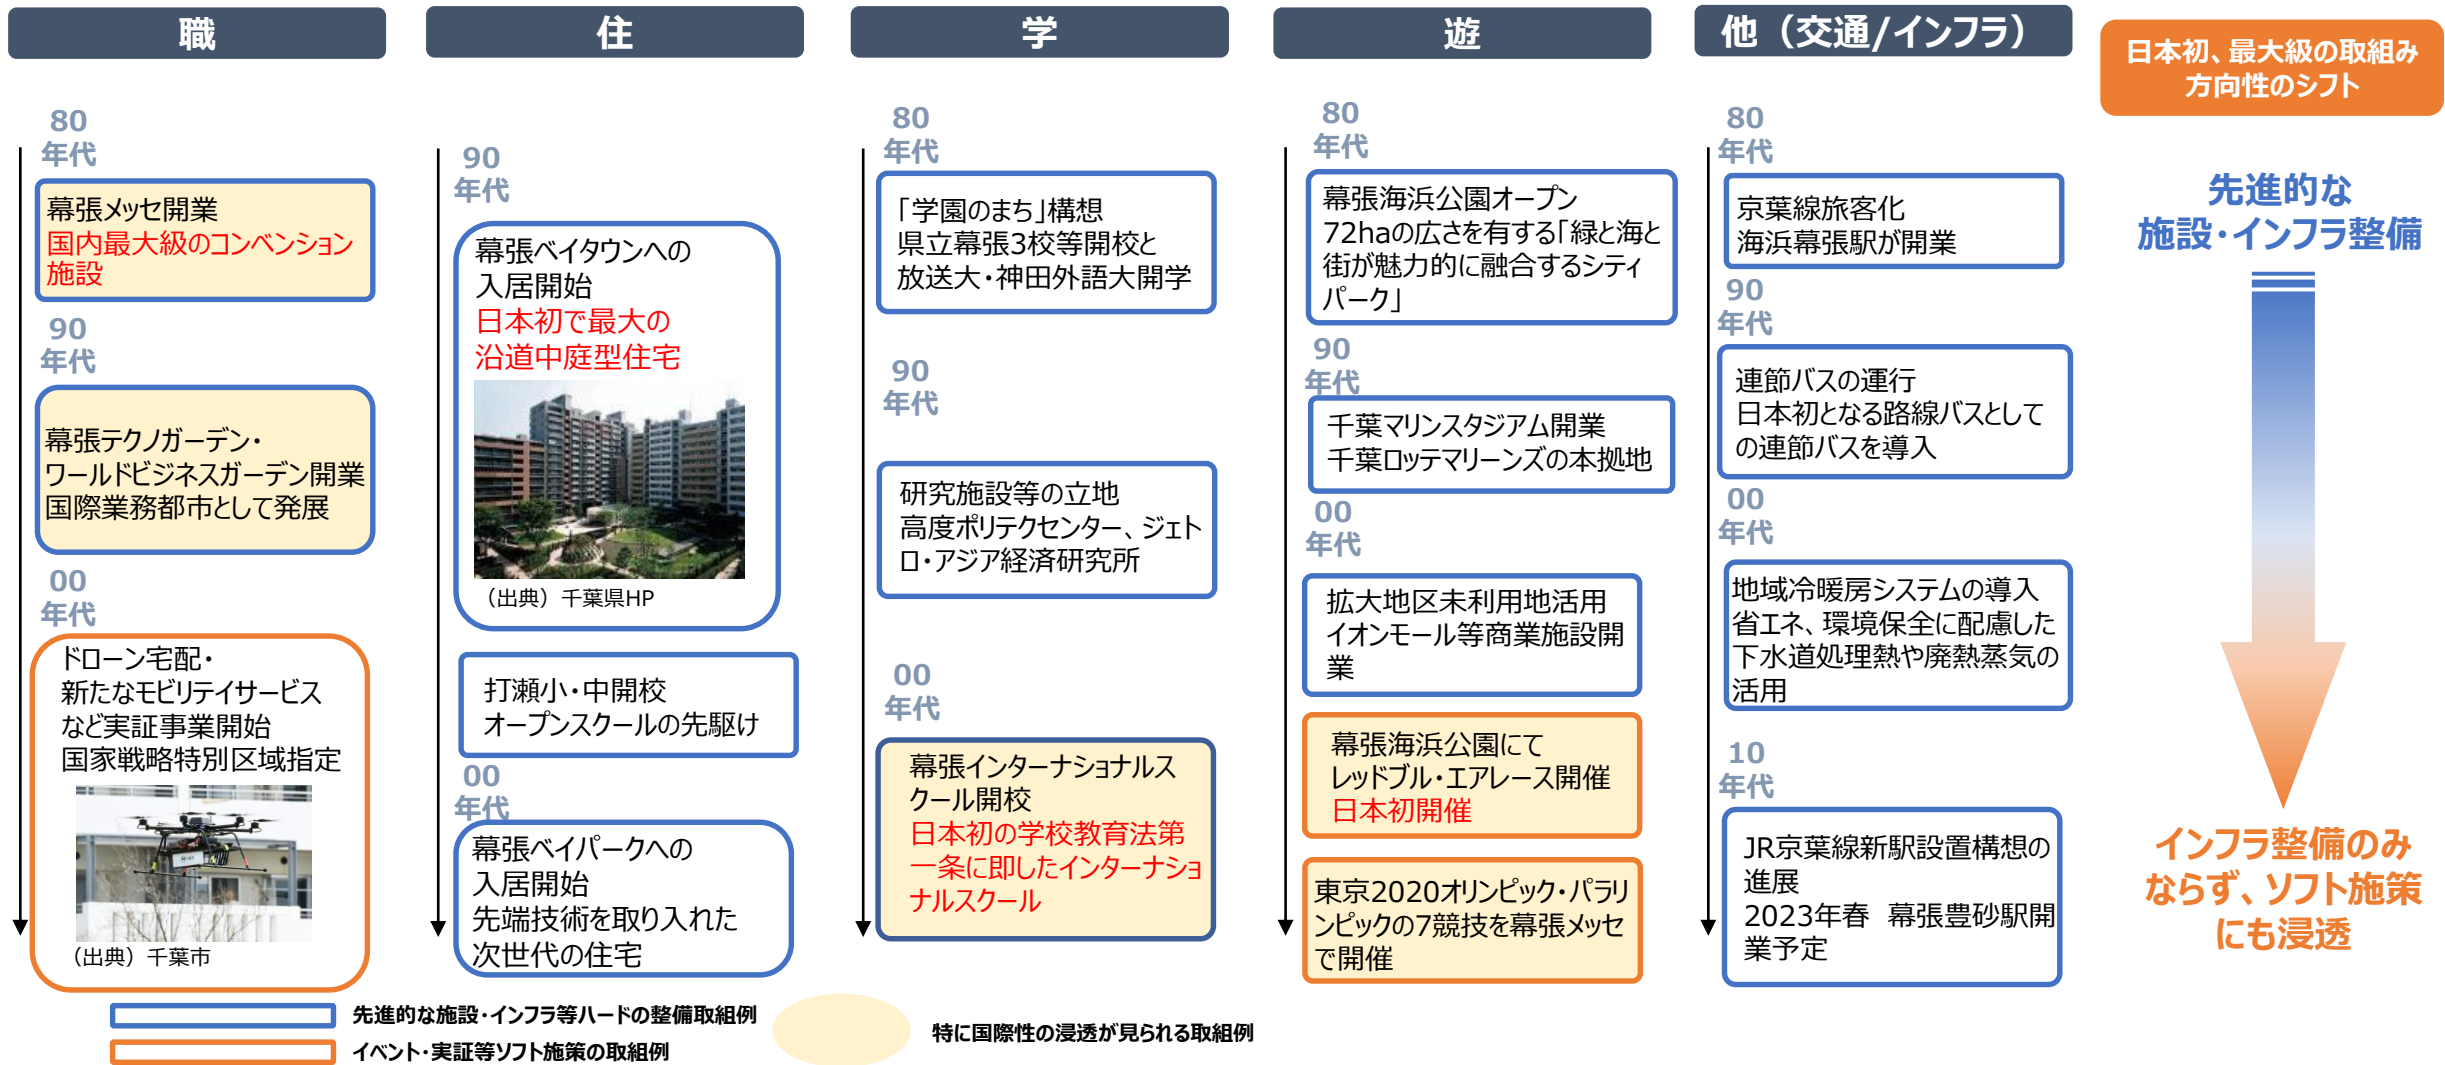 職
80
年代
幕張メッセ開業
国内最大級のコンベンション
施設
90
年代
幕張テクノガーデン・
ワールドビジネスガーデン開業
国際業務都市として発展
00
年代
ドローン宅配・
新たなモビリテイサービス
など実証事業開始
国家戦略特別区域指定
（出典）千葉市
住
90
年代
幕張ベイタウンへの
入居開始
日本初で最大の
沿道中庭型住宅
（出典）千葉県HP
打瀬小・中開校
オープンスクールの先駆け
00
年代
幕張ベイパークへの
入居開始
先端技術を取り入れた
次世代の住宅
学
80
年代
「学園のまち」構想
県立幕張3校等開校と
放送大・神田外語大開学
90
年代
研究施設等の立地
高度ポリテクセンター、ジェト
ロ・アジア経済研究所
00
年代
幕張インターナショナルス
クール開校
日本初の学校教育法第
一条に即したインターナショ
ナルスクール
遊
80
年代
幕張海浜公園オープン
72haの広さを有する「緑と海と
街が魅力的に融合するシティ
パーク」
90
年代
千葉マリンスタジアム開業
千葉ロッテマリーンズの本拠地
00
年代
拡大地区未利用地活用
イオンモール等商業施設開
業
幕張海浜公園にて
レッドブル・エアレース開催
日本初開催
東京2020オリンピック・パラリ
ンピックの7競技を幕張メッセ
で開催
他（交通/インフラ）
80
年代
京葉線旅客化
海浜幕張駅が開業
90
年代
連節バスの運行
日本初となる路線バスとして
の連節バスを導入
00
年代
地域冷暖房システムの導入
省エネ、環境保全に配慮した
下水道処理熱や廃熱蒸気の
活用
10
年代
JR京葉線新駅設置構想の
進展
2023年春　幕張豊砂駅開
業予定
日本初、最大級の取組み
方向性のシフト
先進的な
施設・インフラ整備
インフラ整備のみ
ならず、ソフト施策
にも浸透
先進的な施設・インフラ等ハードの整備取組例
イベント・実証等ソフト施策の取組例
特に国際性の浸透が見られる取組例